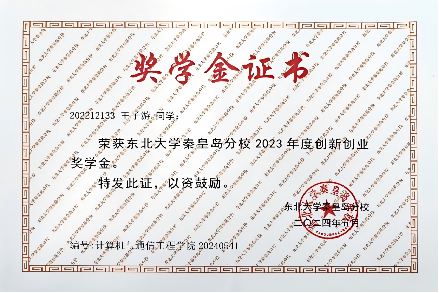 奖学金证书
202212133 王子游 同学：
荣获东北大学秦皇岛分校 2023 年度创新创业
奖学金。
特发此证，以资鼓励。
东北大学秦皇岛分校
二〇二四年五月
编号:计算机与通信工程学院 20240541